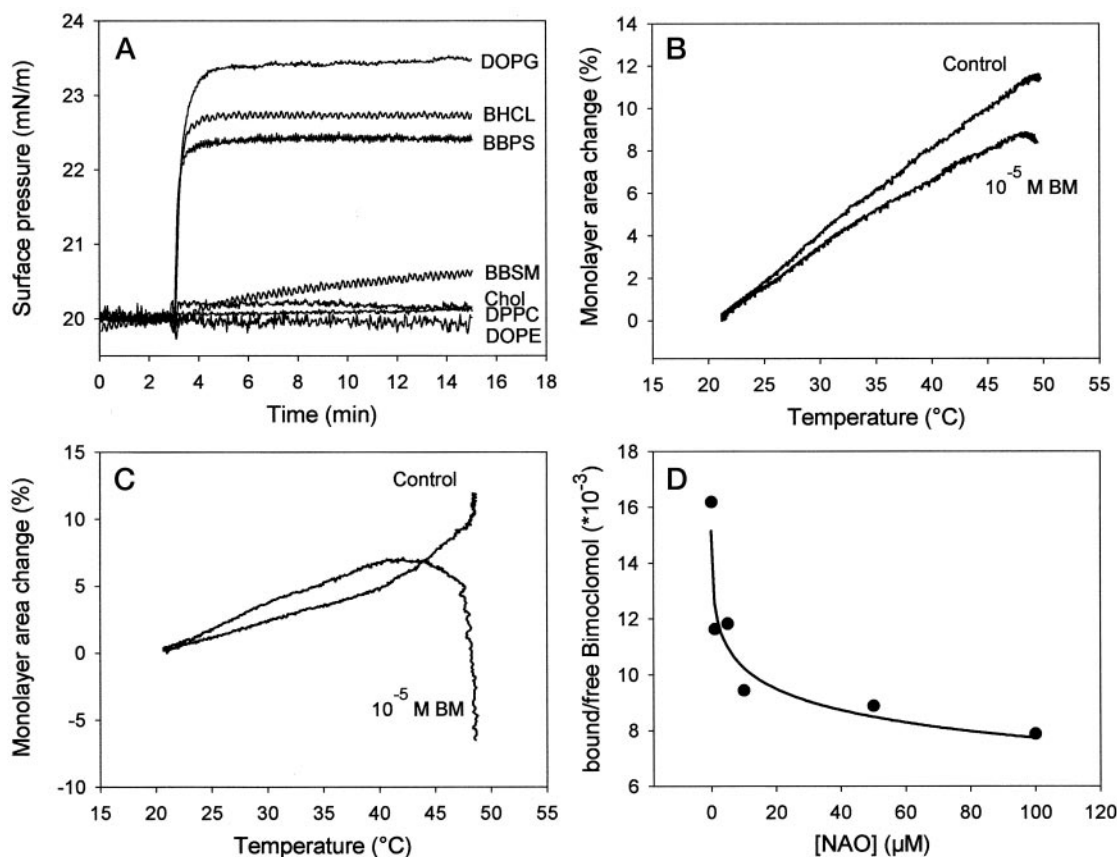 A
Surface pressure (mN/m)
24
23
22
21
20
DOPG
BHCL
BBPS
BBSM
Chol
DPPC
DOPE
0 2 4 6 8 10 12 14 16 18
Time (min)
B
Monolayer area change (%)
14
12
10
8
6
4
2
0
Control
10⁻⁵ M BM
15 20 25 30 35 40 45 50 55
Temperature (°C)
C
Monolayer area change (%)
15
10
5
0
-5
-10
Control
10⁻⁵ M BM
15 20 25 30 35 40 45 50 55
Temperature (°C)
D
bound/free Bimoclomol (*10⁻³)
18
16
14
12
10
8
6
0 20 40 60 80 100 120
[NAO] (µM)